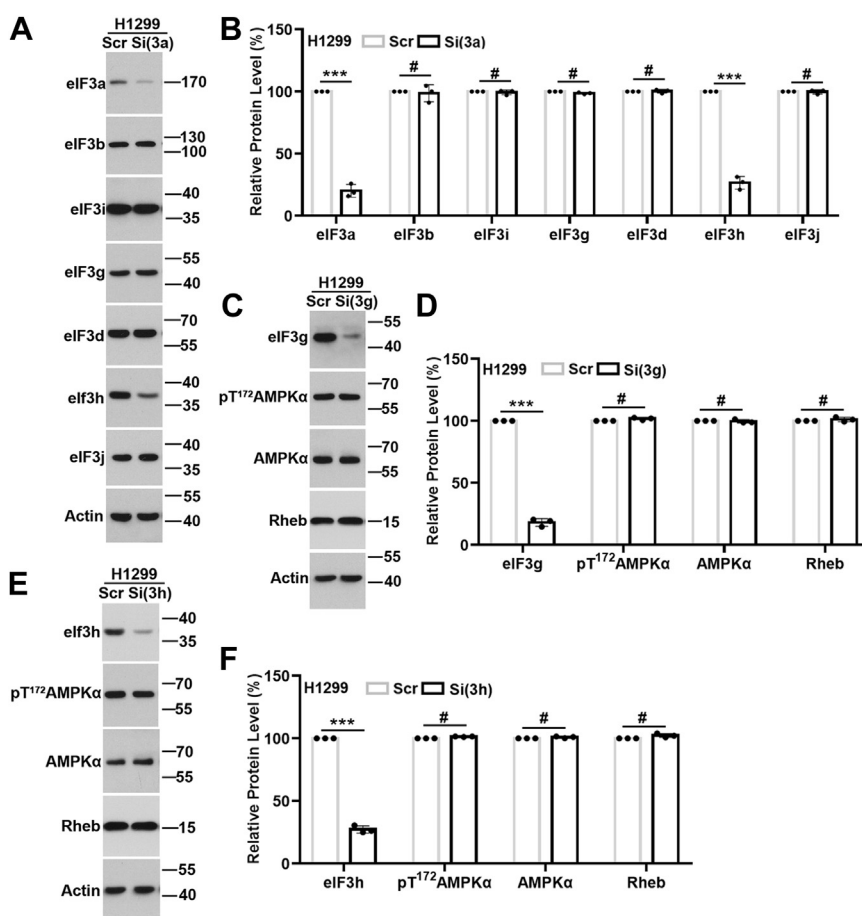 A
H1299
Scr Si(3a)
eIF3a
—170
eIF3b
—130
—100
eIF3i
—40
—35
eIF3g
—55
—40
eIF3d
—70
—55
elf3h
—40
—35
eIF3j
—40
—35
Actin
—55
—40
B
H1299 Scr Si(3a)
Relative Protein Level (%)
150
100
50
0
*** # # # # *** #
eIF3a eIF3b eIF3i eIF3g eIF3d eIF3h eIF3j
C
H1299
Scr Si(3g)
eIF3g
—55
—40
pT¹⁷²AMPKα
—70
—55
AMPKα
—70
—55
Rheb
—15
Actin
—55
—40
D
H1299 Scr Si(3g)
Relative Protein Level (%)
150
100
50
0
*** # # #
eIF3g pT¹⁷²AMPKα AMPKα Rheb
E
H1299
Scr Si(3h)
elf3h
—40
—35
pT¹⁷²AMPKα
—70
—55
AMPKα
—70
—55
Rheb
—15
Actin
—55
—40
F
H1299 Scr Si(3h)
Relative Protein Level (%)
150
100
50
0
*** # # #
eIF3h pT¹⁷²AMPKα AMPKα Rheb